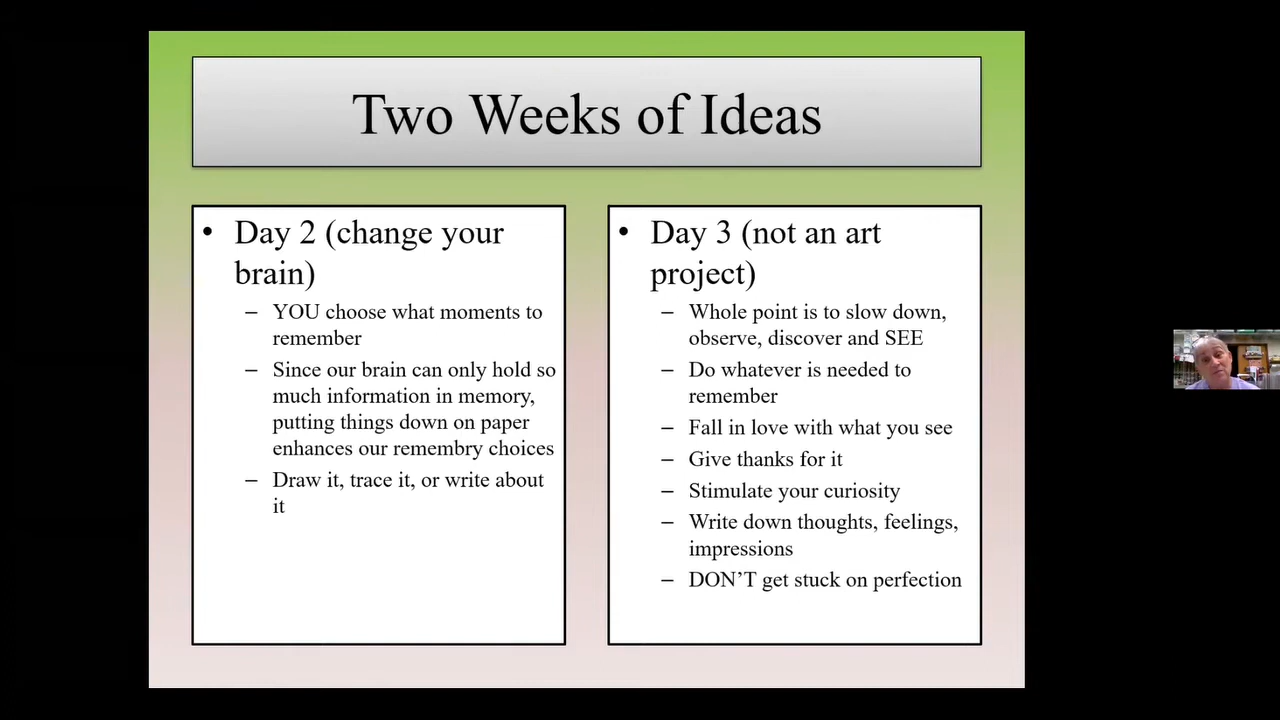 Two Weeks of Ideas
• Day 2 (change your
brain)
– YOU choose what moments to
remember
– Since our brain can only hold so
much information in memory,
putting things down on paper
enhances our remembry choices
– Draw it, trace it, or write about
it
• Day 3 (not an art
project)
– Whole point is to slow down,
observe, discover and SEE
– Do whatever is needed to
remember
– Fall in love with what you see
– Give thanks for it
– Stimulate your curiosity
– Write down thoughts, feelings,
impressions
– DON’T get stuck on perfection